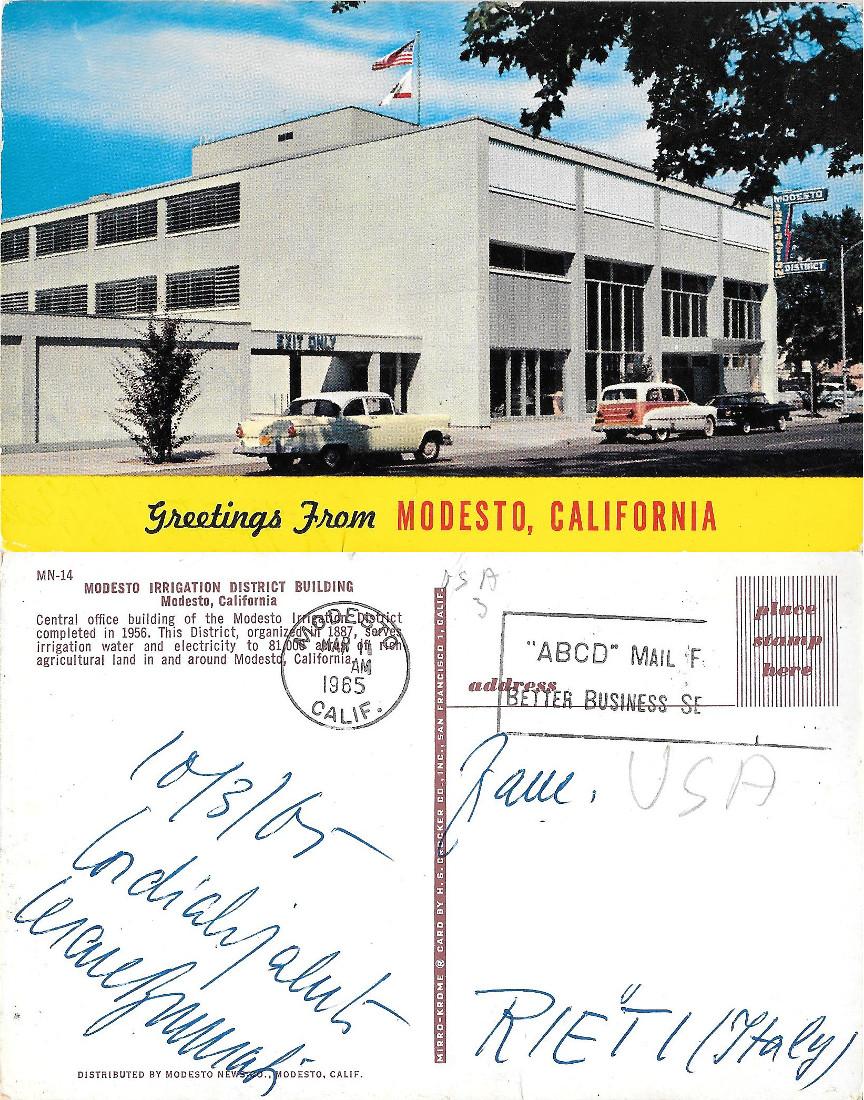 MODESTO
IRRIGATION
DISTRICT
EXIT ONLY
Greetings From MODESTO, CALIFORNIA
MN-14
MODESTO IRRIGATION DISTRICT BUILDING
Modesto, California
Central office building of the Modesto Irrigation District
completed in 1956. This District, organized in 1887, serves
irrigation water and electricity to 81,000 acres of rich
agricultural land in and around Modesto, California.
MODESTO
MAR 11
AM
1965
CALIF.
10/3/65
Cordiali saluti
DISTRIBUTED BY MODESTO NEWS CO., MODESTO, CALIF.
MIRRO-KROME ® CARD BY H. S. CROCKER CO., INC., SAN FRANCISCO 1, CALIF.
USA
3
"ABCD" MAIL F
BETTER BUSINESS SE
place
stamp
here
address
USA
RIETI (Italy)